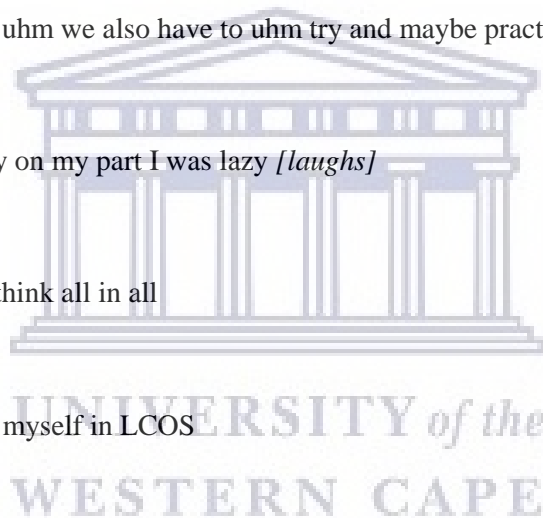 uhm we also have to uhm try and maybe pract
y on my part I was lazy [laughs]
think all in all
myself in LCOS
UNIVERSITY of the
WESTERN CAPE